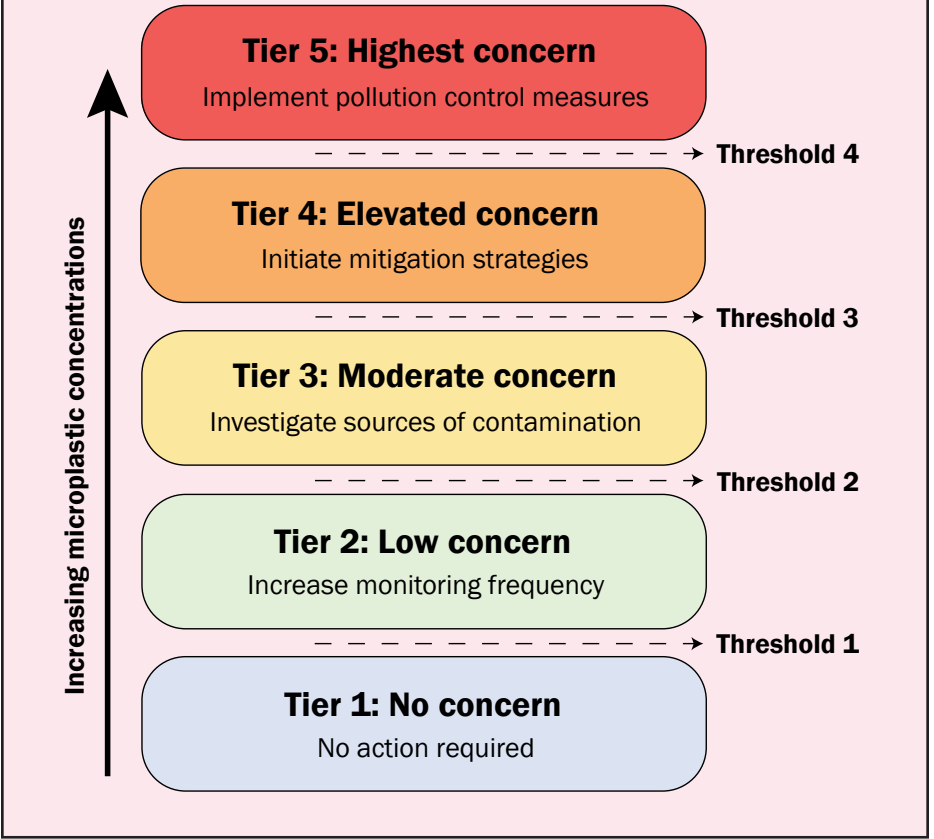 Tier 5: Highest concern
Implement pollution control measures
Threshold 4
Tier 4: Elevated concern
Initiate mitigation strategies
Threshold 3
Tier 3: Moderate concern
Investigate sources of contamination
Threshold 2
Tier 2: Low concern
Increase monitoring frequency
Threshold 1
Tier 1: No concern
No action required
Increasing microplastic concentrations